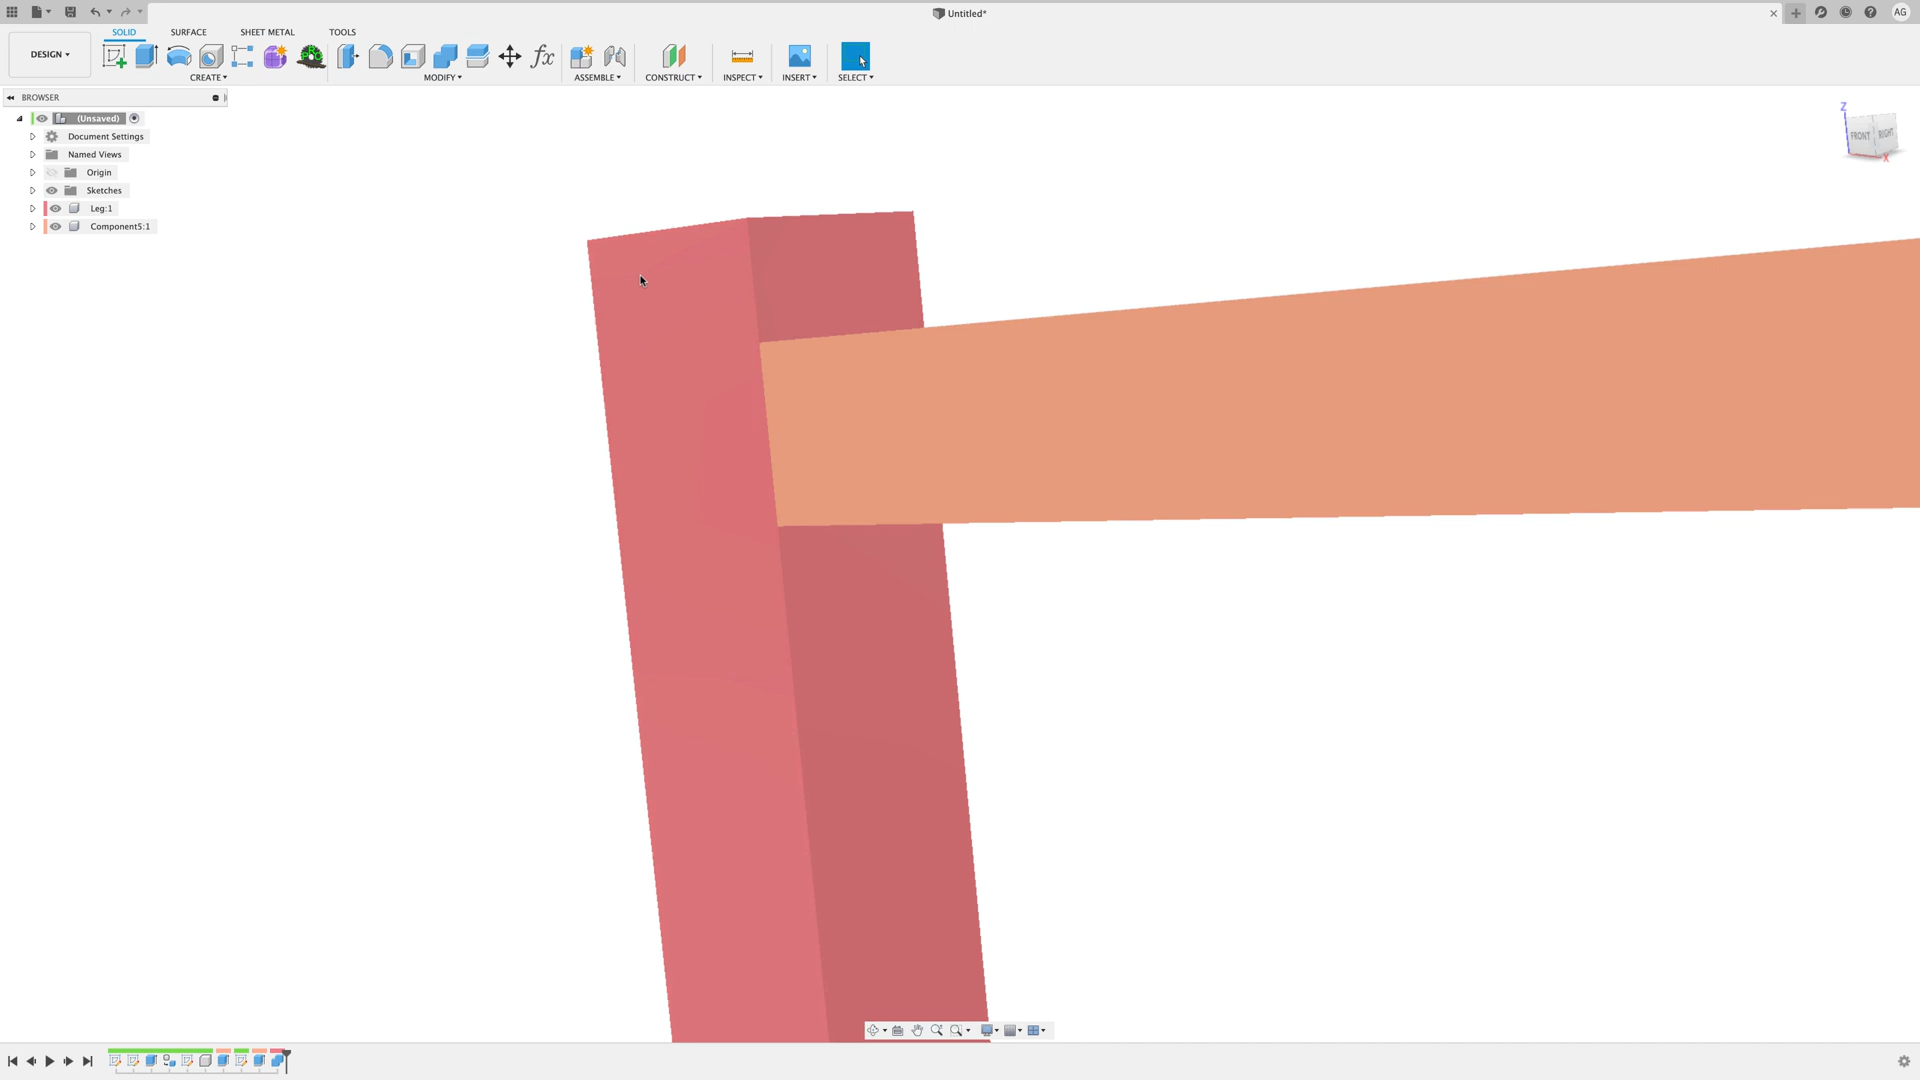 Untitled*
AG
DESIGN
SOLID
SURFACE
SHEET METAL
TOOLS
CREATE
fx
MODIFY
ASSEMBLE
CONSTRUCT
INSPECT
INSERT
SELECT
BROWSER
(Unsaved)
Document Settings
Named Views
Origin
Sketches
Leg:1
Component5:1
Z
FRONT
RIGHT
X